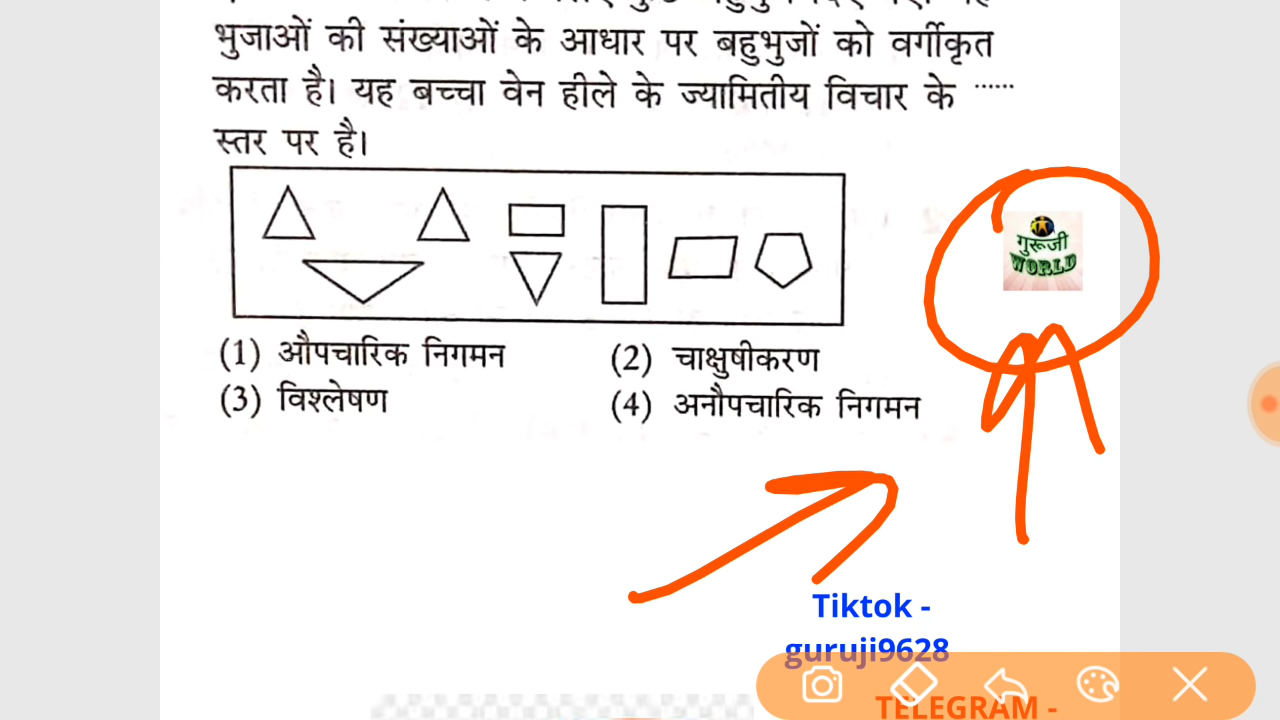 भुजाओं की संख्याओं के आधार पर बहुभुजों को वर्गीकृत
करता है। यह बच्चा वेन हीले के ज्यामितीय विचार के ......
स्तर पर है।
(1) औपचारिक निगमन (2) चाक्षुषीकरण
(3) विश्लेषण (4) अनौपचारिक निगमन
गुरूजी
WORLD
Tiktok -
guruji9628
TELEGRAM -